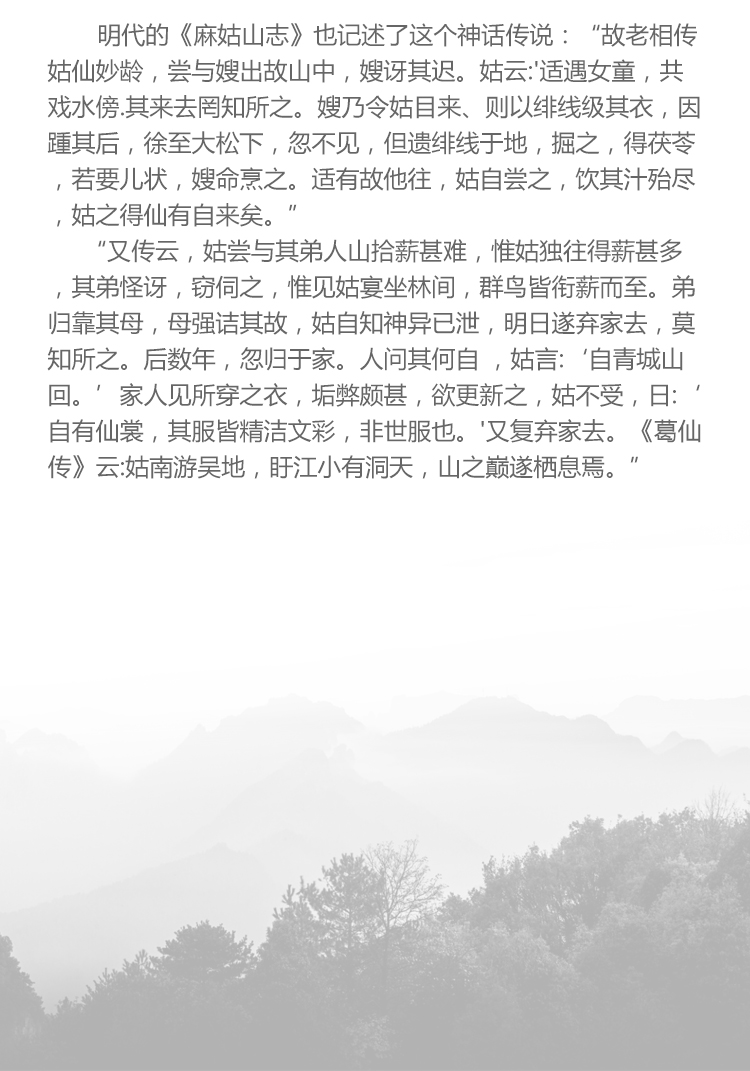 明代的《麻姑山志》也记述了这个神话传说：“故老相传
姑仙妙龄，尝与嫂出故山中，嫂讶其迟。姑云:'适遇女童，共
戏水傍.其来去罔知所之。嫂乃令姑目来、则以绯线级其衣，因
踵其后，徐至大松下，忽不见，但遗绯线于地，掘之，得茯苓
，若要儿状，嫂命烹之。适有故他往，姑自尝之，饮其汁殆尽
，姑之得仙有自来矣。”
“又传云，姑尝与其弟人山拾薪甚难，惟姑独往得薪甚多
，其弟怪讶，窃伺之，惟见姑宴坐林间，群鸟皆衔薪而至。弟
归靠其母，母强诘其故，姑自知神异已泄，明日遂弃家去，莫
知所之。后数年，忽归于家。人问其何自 ，姑言:‘自青城山
回。’家人见所穿之衣，垢弊颇甚，欲更新之，姑不受，日:‘
自有仙裳，其服皆精洁文彩，非世服也。'又复弃家去。《葛仙
传》云:姑南游吴地，盱江小有洞天，山之巅遂栖息焉。”